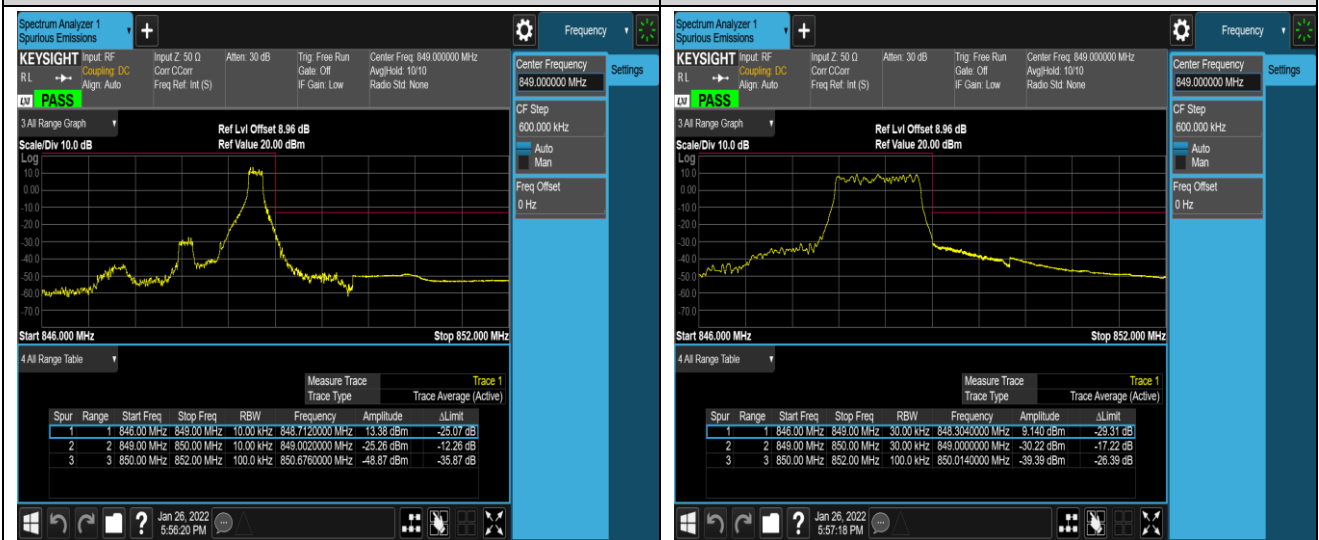 Spectrum Analyzer 1
Spurious Emissions
+
Frequency
KEYSIGHT Input: RF Input Z: 50 Ω Atten: 30 dB Trig: Free Run Center Freq: 849.000000 MHz
Coupling: DC Corr CCorr Gate: Off Avg|Hold: 10/10
R L Align: Auto Freq Ref: Int (S) IF Gain: Low Radio Std: None
LXI PASS
Center Frequency
849.000000 MHz
Settings
CF Step
600.000 kHz
Auto
Man
Freq Offset
0 Hz
3 All Range Graph
Ref Lvl Offset 8.96 dB
Scale/Div 10.0 dB Ref Value 20.00 dBm
Log
10.0
0.00
-10.0
-20.0
-30.0
-40.0
-50.0
-60.0
-70.0
Start 846.000 MHz Stop 852.000 MHz
4 All Range Table
Measure Trace Trace 1
Trace Type Trace Average (Active)
Spur Range Start Freq Stop Freq RBW Frequency Amplitude ΔLimit
1 1 846.00 MHz 849.00 MHz 10.00 kHz 848.7120000 MHz 13.38 dBm -25.07 dB
2 2 849.00 MHz 850.00 MHz 10.00 kHz 849.0020000 MHz -25.26 dBm -12.26 dB
3 3 850.00 MHz 852.00 MHz 100.0 kHz 850.6760000 MHz -48.87 dBm -35.87 dB
?
Jan 26, 2022
5:56:20 PM
Spectrum Analyzer 1
Spurious Emissions
+
Frequency
KEYSIGHT Input: RF Input Z: 50 Ω Atten: 30 dB Trig: Free Run Center Freq: 849.000000 MHz
Coupling: DC Corr CCorr Gate: Off Avg|Hold: 10/10
R L Align: Auto Freq Ref: Int (S) IF Gain: Low Radio Std: None
LXI PASS
Center Frequency
849.000000 MHz
Settings
CF Step
600.000 kHz
Auto
Man
Freq Offset
0 Hz
3 All Range Graph
Ref Lvl Offset 8.96 dB
Scale/Div 10.0 dB Ref Value 20.00 dBm
Log
10.0
0.00
-10.0
-20.0
-30.0
-40.0
-50.0
-60.0
-70.0
Start 846.000 MHz Stop 852.000 MHz
4 All Range Table
Measure Trace Trace 1
Trace Type Trace Average (Active)
Spur Range Start Freq Stop Freq RBW Frequency Amplitude ΔLimit
1 1 846.00 MHz 849.00 MHz 30.00 kHz 848.3040000 MHz 9.140 dBm -29.31 dB
2 2 849.00 MHz 850.00 MHz 30.00 kHz 849.0000000 MHz -30.22 dBm -17.22 dB
3 3 850.00 MHz 852.00 MHz 100.0 kHz 850.0140000 MHz -39.39 dBm -26.39 dB
?
Jan 26, 2022
5:57:18 PM